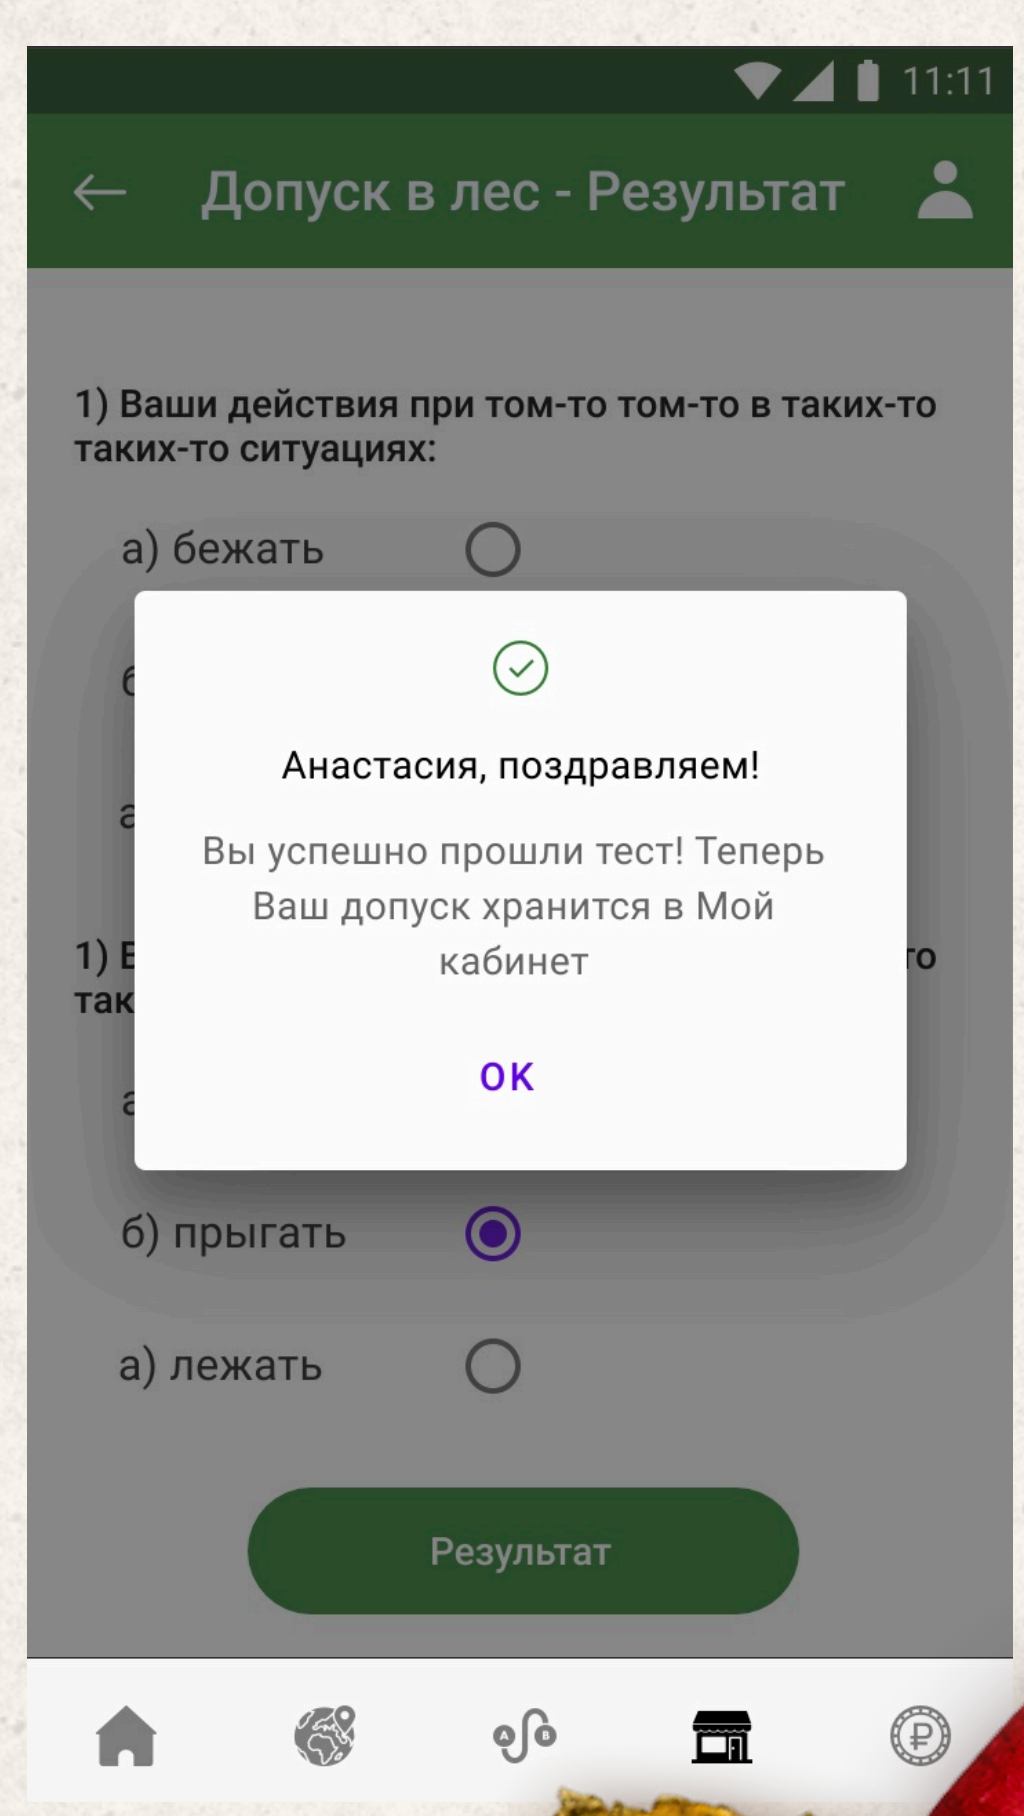 11:11
Допуск в лес - Результат
1) Ваши действия при том-то том-то в таких-то
таких-то ситуациях:
а) бежать
Анастасия, поздравляем!
Вы успешно прошли тест! Теперь
Ваш допуск хранится в Мой
кабинет
1)
OK
б) прыгать
а) лежать
Результат
A B
₽